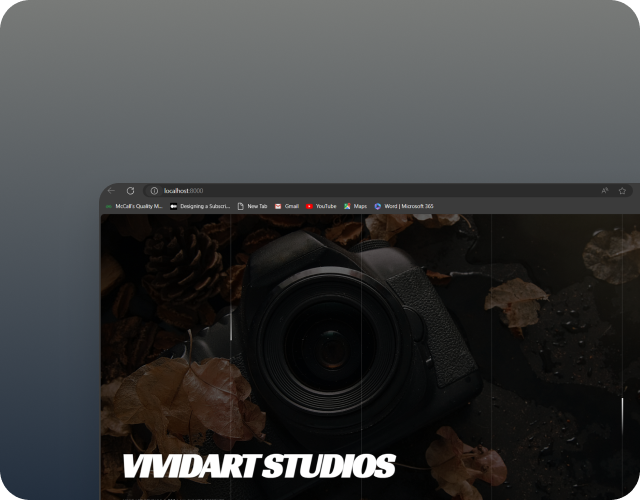 localhost:8000
McCall's Quality M... Designing a Subscri... New Tab Gmail YouTube Maps Word | Microsoft 365
VIVIDART STUDIOS